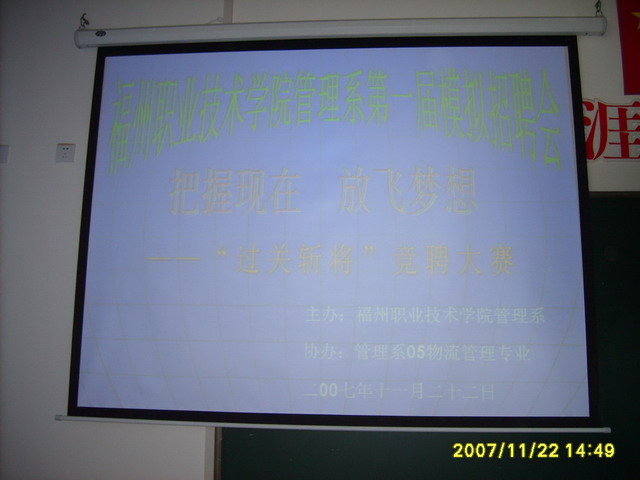 福州职业技术学院管理系第一届模拟招聘会
把握现在 放飞梦想
——“过关斩将”竞聘大赛
主办：福州职业技术学院管理系
协办：管理系05物流管理专业
二00七年十一月二十二日
涯
2007/11/22 14:49